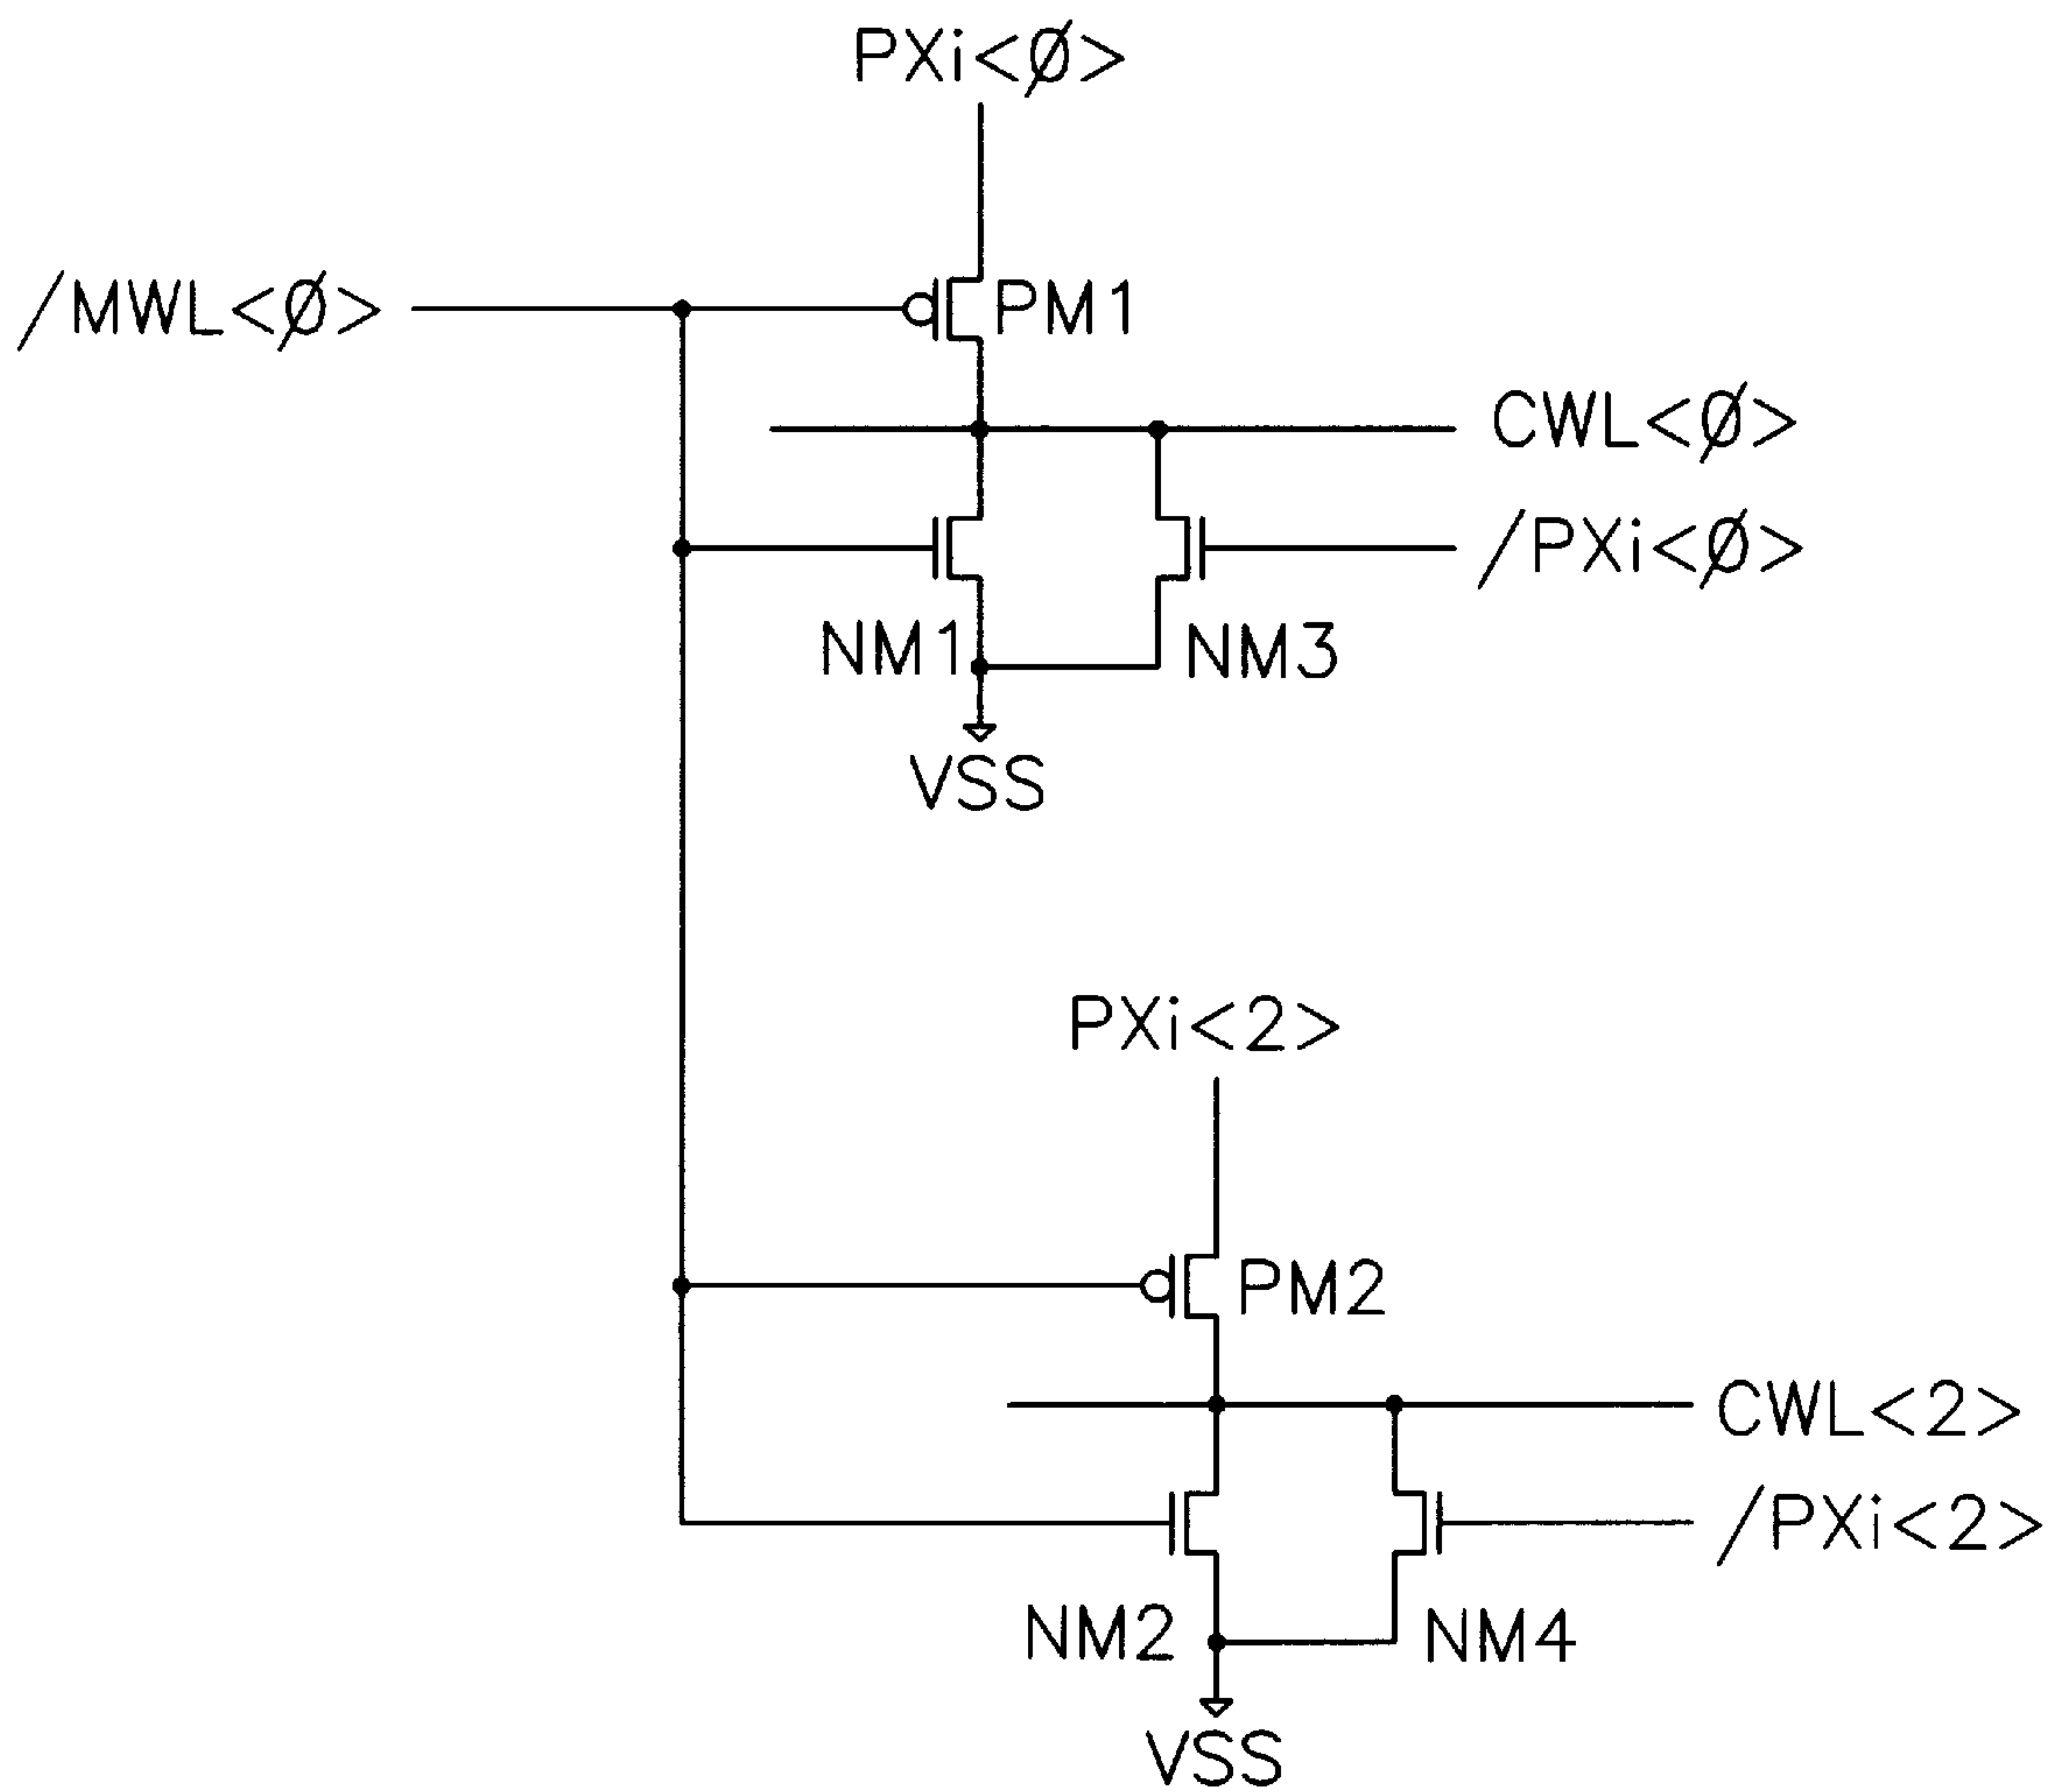 PXi<Ø>
/MWL<Ø>
PM1
CWL<Ø>
/PXi<Ø>
NM1
NM3
VSS
PXi<2>
PM2
CWL<2>
/PXi<2>
NM2
NM4
VSS